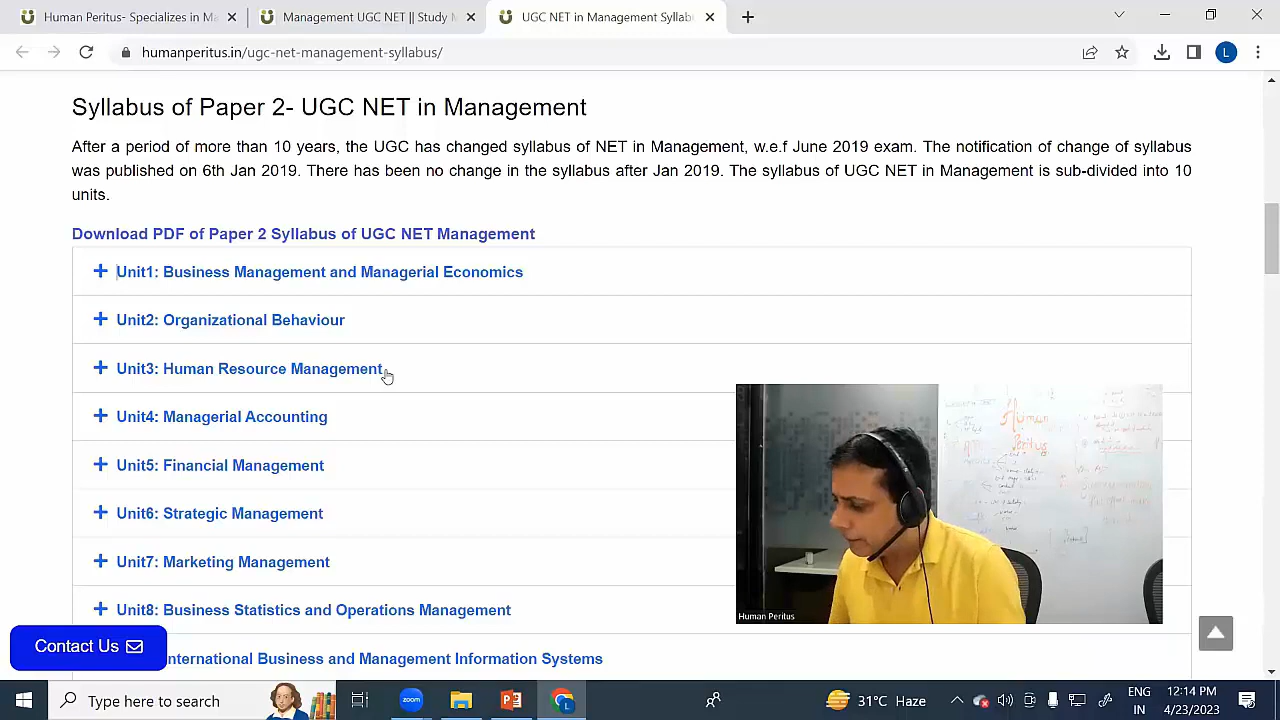 Human Peritus- Specializes in Ma
Management UGC NET || Study M
UGC NET in Management Syllab
humanperitus.in/ugc-net-management-syllabus/
L
Syllabus of Paper 2- UGC NET in Management
After a period of more than 10 years, the UGC has changed syllabus of NET in Management, w.e.f June 2019 exam. The notification of change of syllabus
was published on 6th Jan 2019. There has been no change in the syllabus after Jan 2019. The syllabus of UGC NET in Management is sub-divided into 10
units.
Download PDF of Paper 2 Syllabus of UGC NET Management
Unit1: Business Management and Managerial Economics
Unit2: Organizational Behaviour
Unit3: Human Resource Management
Unit4: Managerial Accounting
Unit5: Financial Management
Unit6: Strategic Management
Unit7: Marketing Management
Unit8: Business Statistics and Operations Management
nternational Business and Management Information Systems
Contact Us
Human
Peritus
Human Peritus
Type here to search
zoom
31°C Haze
ENG
IN
12:14 PM
4/23/2023